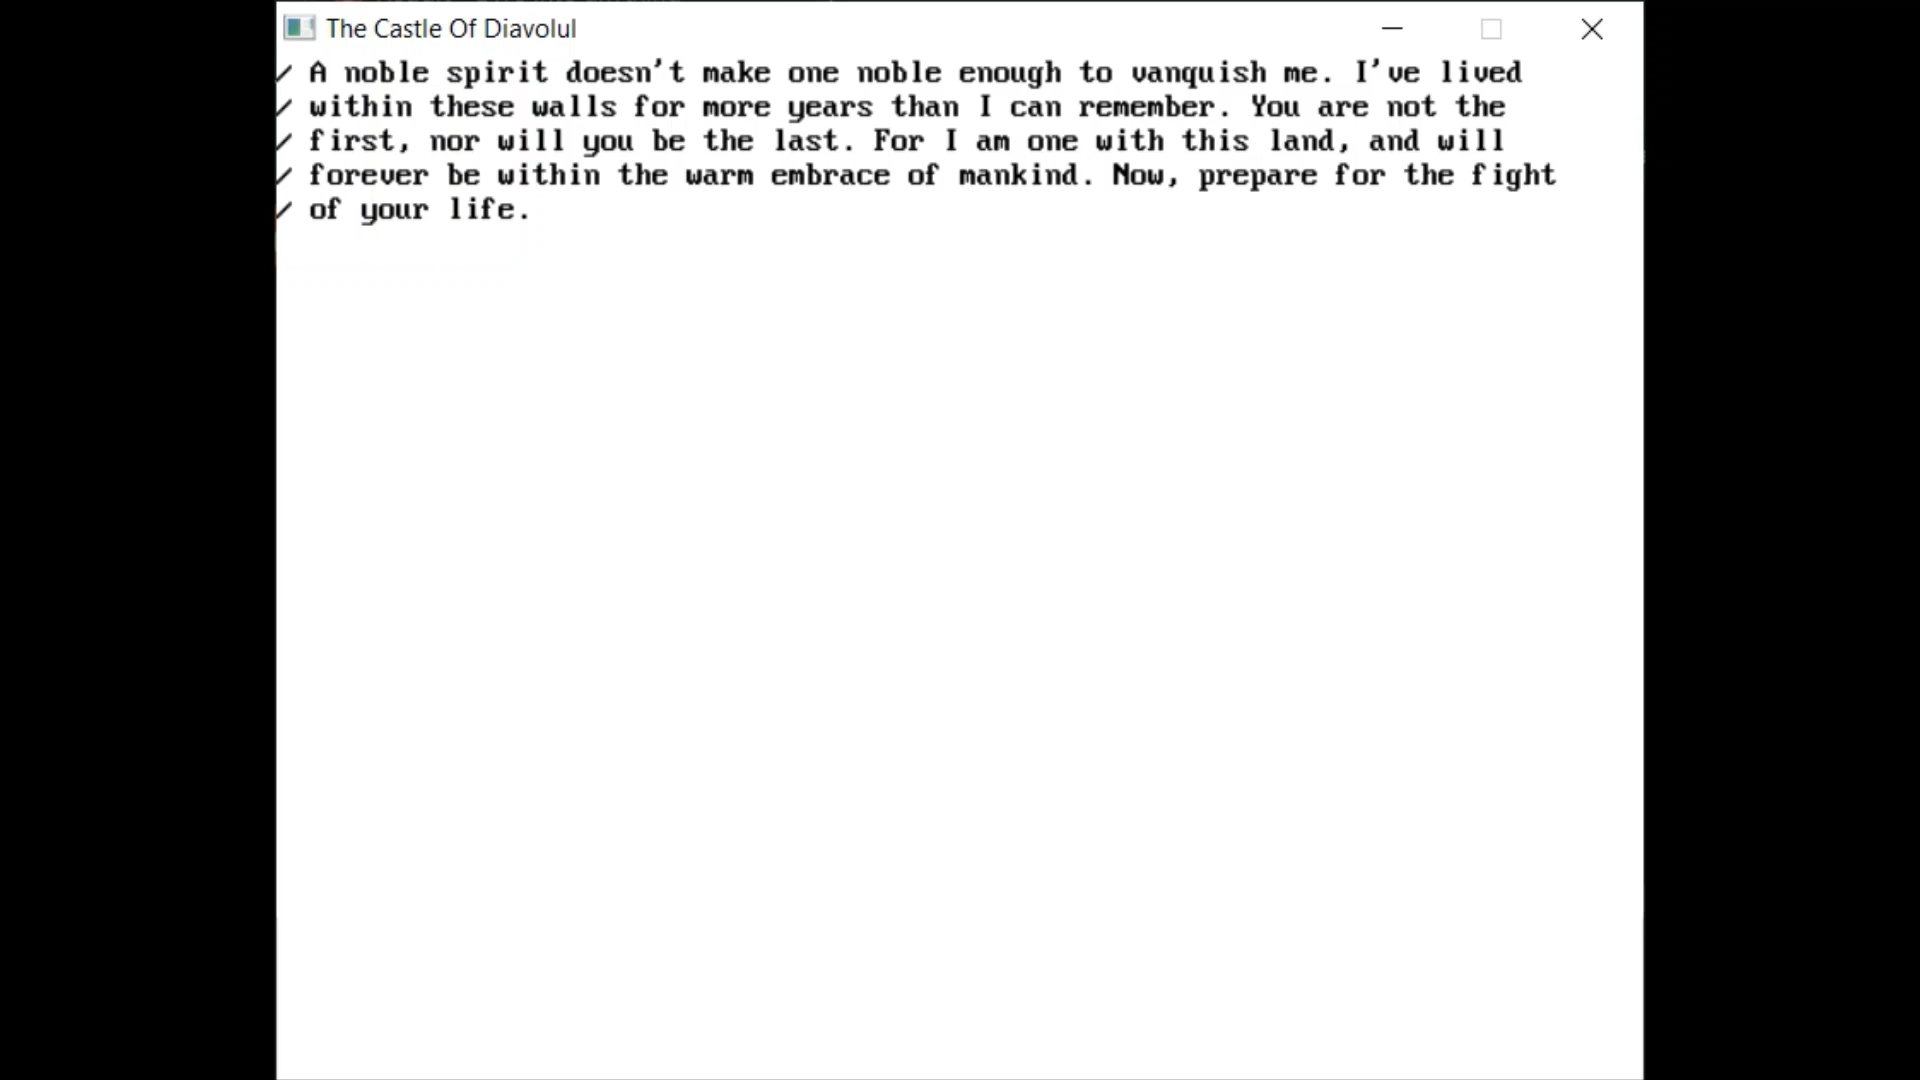 The Castle Of Diavolul
/ A noble spirit doesn't make one noble enough to vanquish me. I've lived
/ within these walls for more years than I can remember. You are not the
/ first, nor will you be the last. For I am one with this land, and will
/ forever be within the warm embrace of mankind. Now, prepare for the fight
/ of your life.